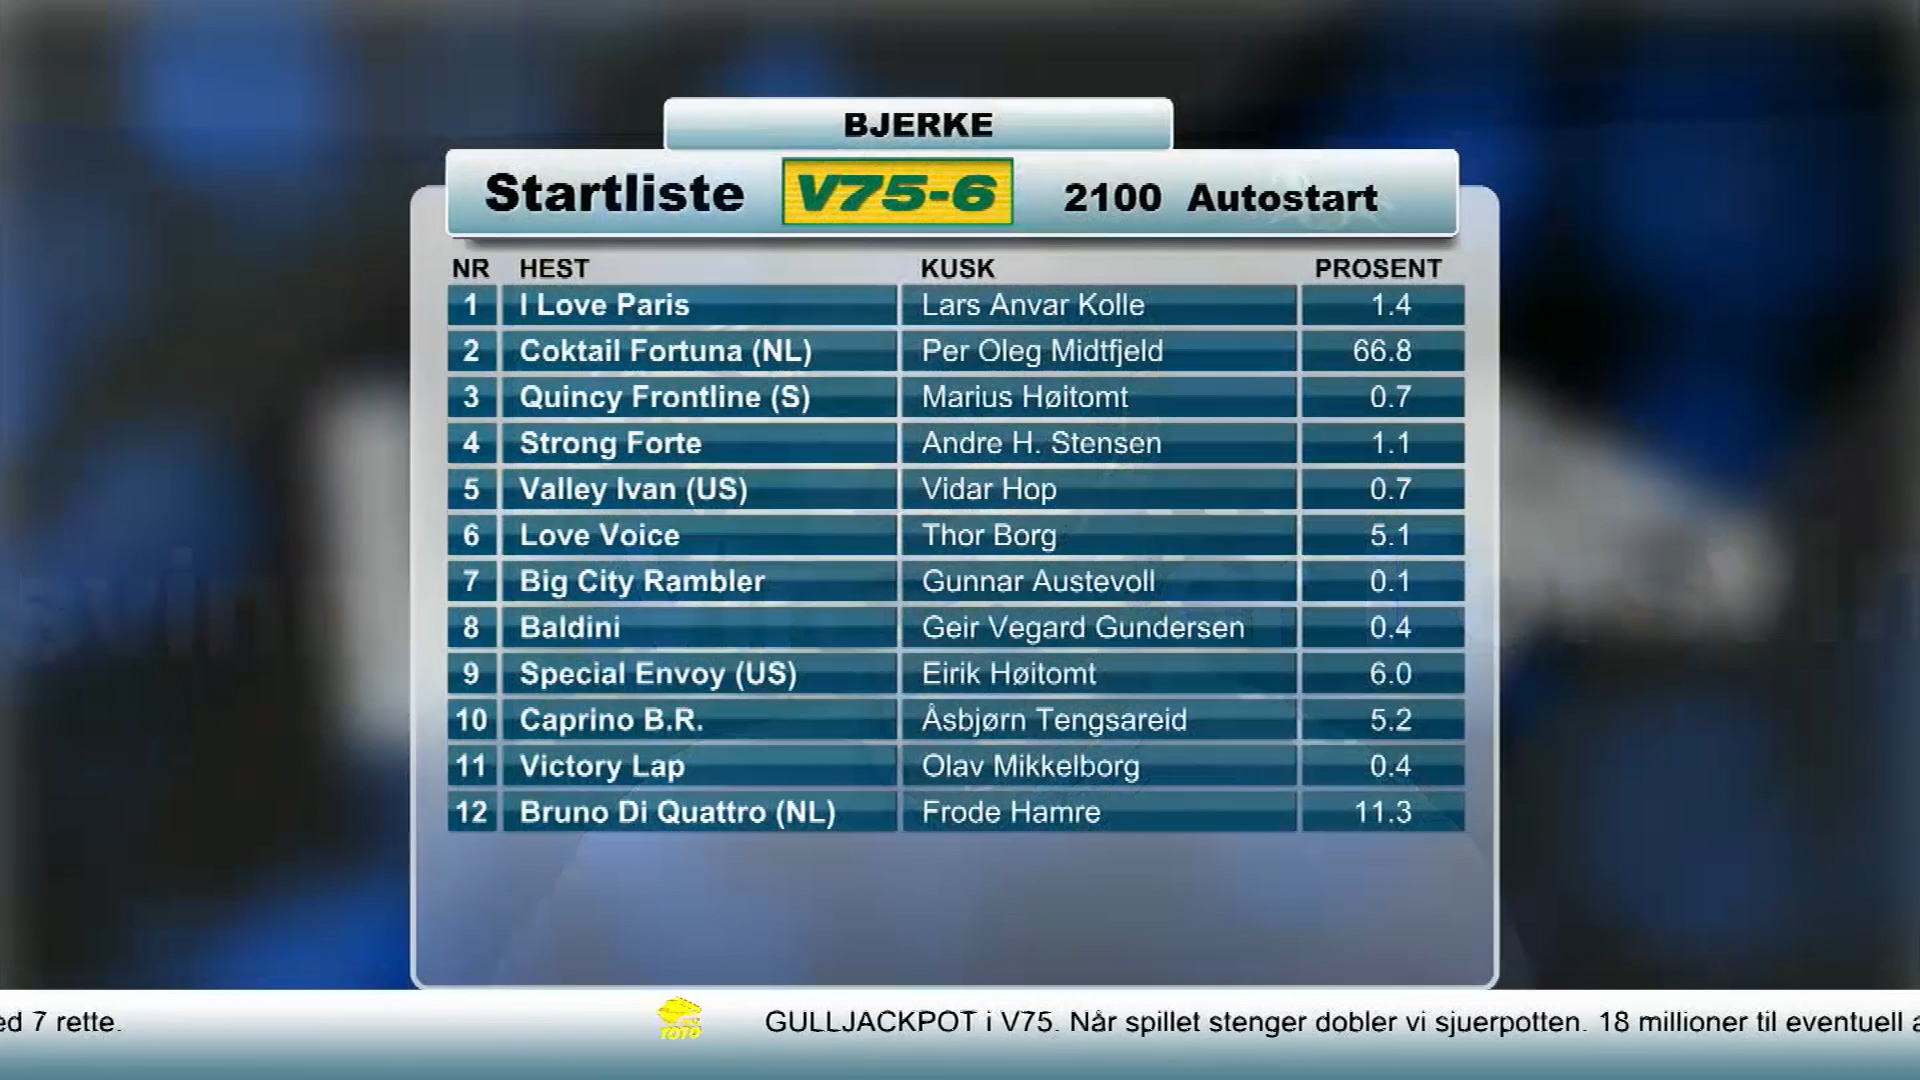 BJERKE
Startliste V75-6 2100 Autostart
NR HEST KUSK PROSENT
1 I Love Paris Lars Anvar Kolle 1.4
2 Coktail Fortuna (NL) Per Oleg Midtfjeld 66.8
3 Quincy Frontline (S) Marius Høitomt 0.7
4 Strong Forte Andre H. Stensen 1.1
5 Valley Ivan (US) Vidar Hop 0.7
6 Love Voice Thor Borg 5.1
7 Big City Rambler Gunnar Austevoll 0.1
8 Baldini Geir Vegard Gundersen 0.4
9 Special Envoy (US) Eirik Høitomt 6.0
10 Caprino B.R. Åsbjørn Tengsareid 5.2
11 Victory Lap Olav Mikkelborg 0.4
12 Bruno Di Quattro (NL) Frode Hamre 11.3
ed 7 rette. TOTO GULLJACKPOT i V75. Når spillet stenger dobler vi sjuerpotten. 18 millioner til eventuell